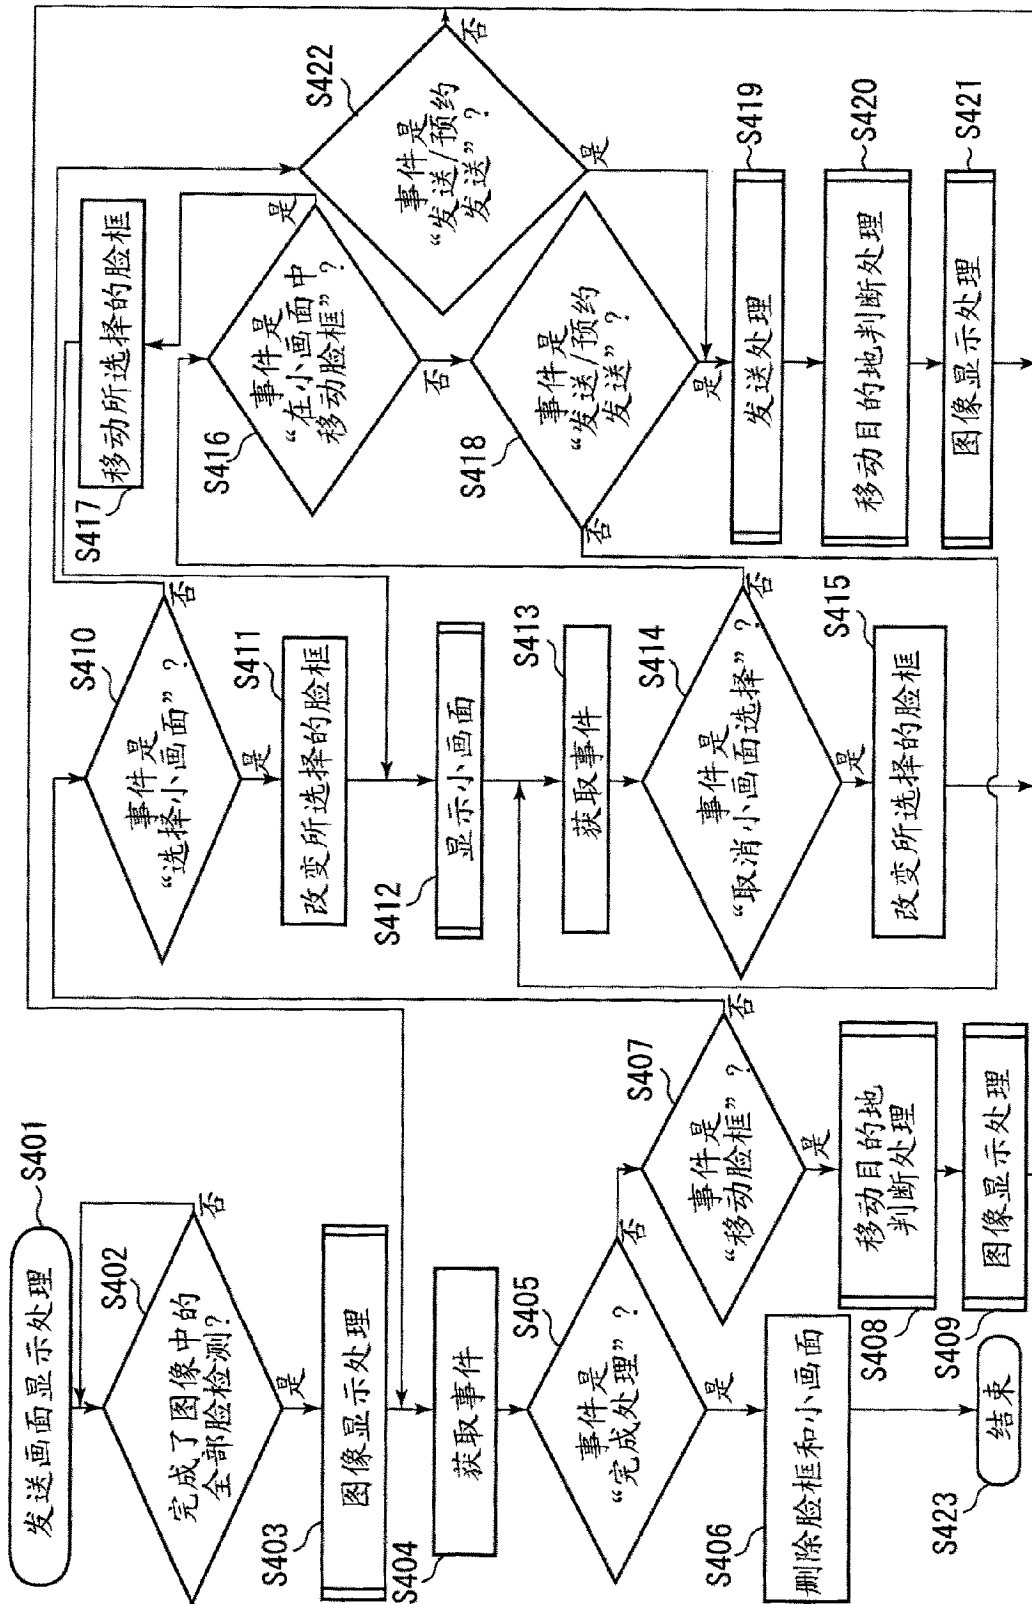 发送画面显示处理
S401
完成了图像中的
全部脸检测？
S402
否
是
图像显示处理
S403
获取事件
S404
事件是
“完成处理”？
S405
否
是
删除脸框和小画面
S406
事件是
“移动脸框”？
S407
否
是
移动目的地
判断处理
S408
图像显示处理
S409
结束
S423
事件是
“选择小画面”？
S410
否
是
改变所选择的脸框
S411
显示小画面
S412
获取事件
S413
事件是
“取消小画面选择”？
S414
否
是
改变所选择的脸框
S415
事件是
“在小画面中
移动脸框”？
S416
是
否
移动所选择的脸框
S417
事件是
“发送/预约
发送”？
S418
否
是
发送处理
S419
移动目的地判断处理
S420
图像显示处理
S421
事件是
“发送/预约
发送”？
S422
否
是